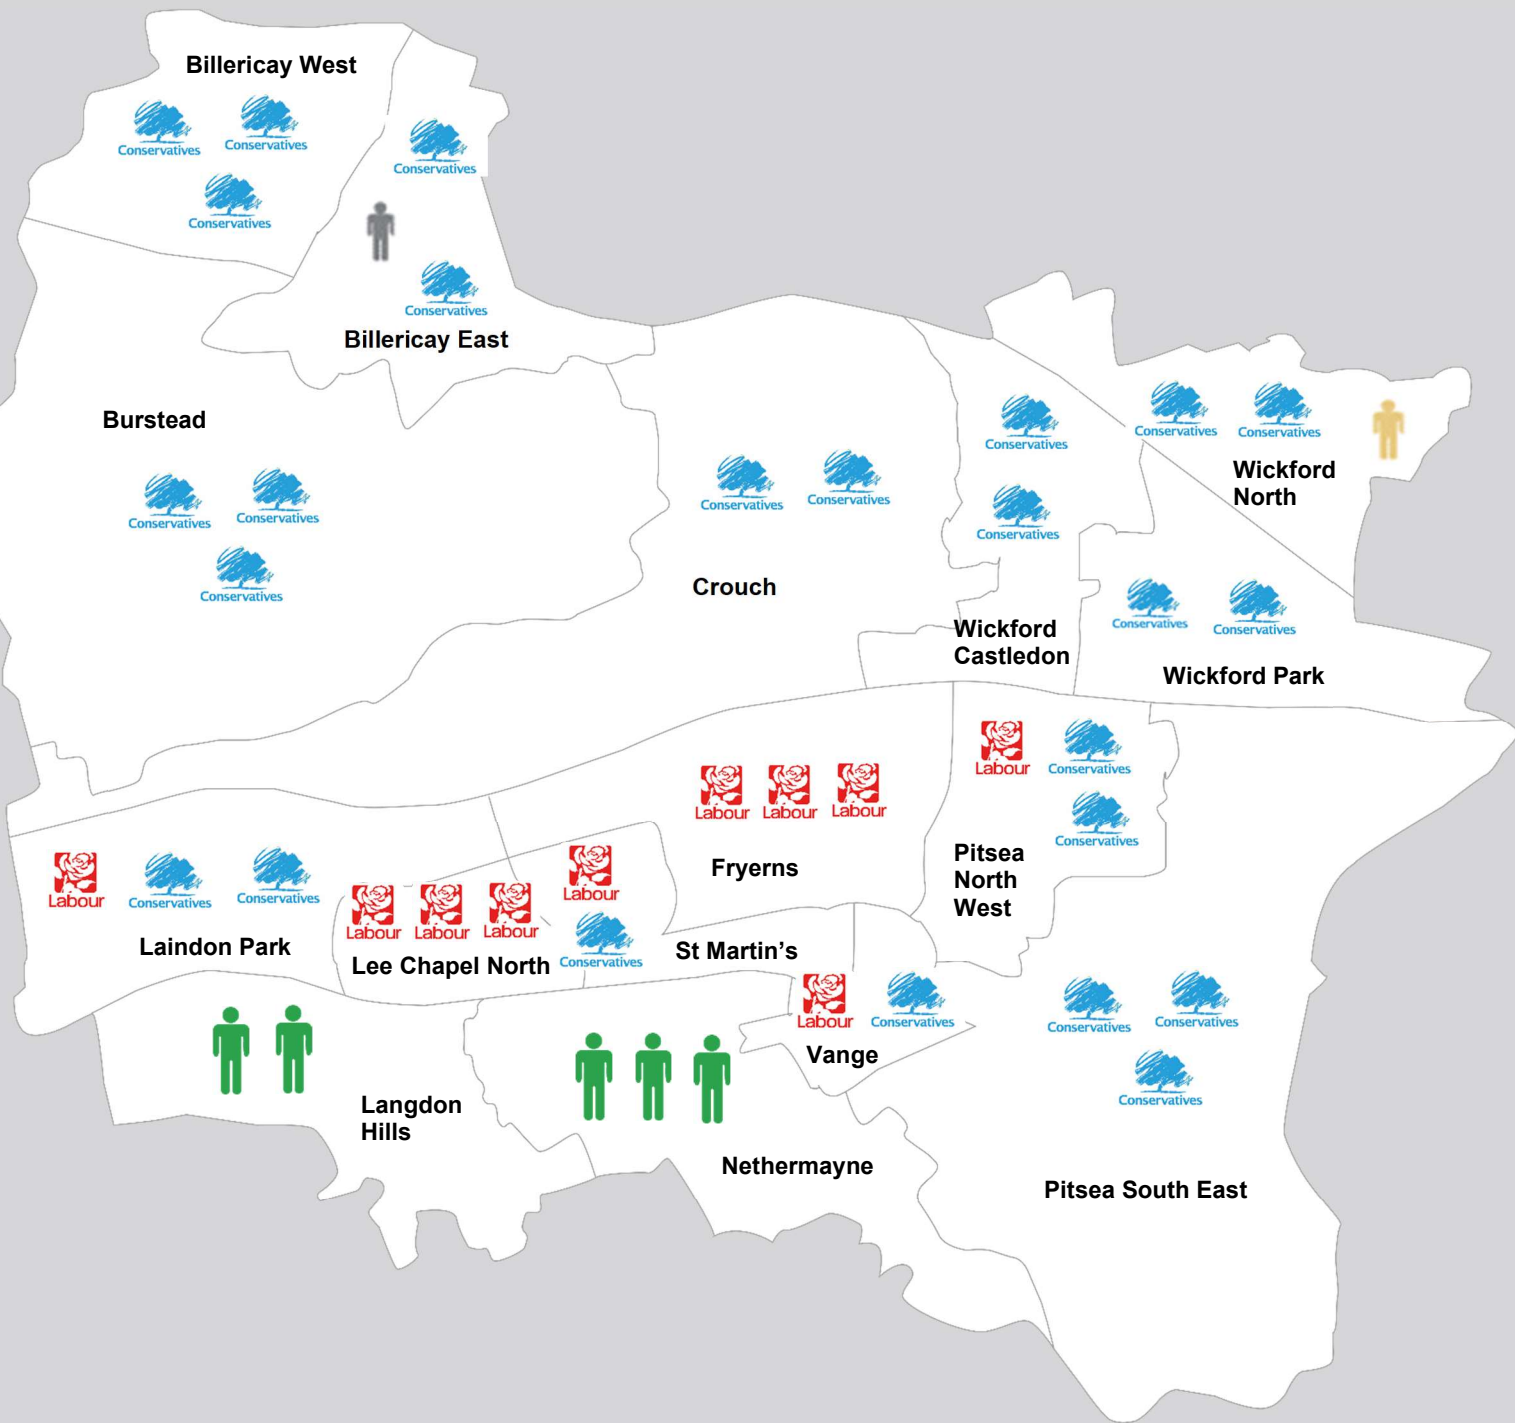 Billericay West
Conservatives
Conservatives
Conservatives
Conservatives
Conservatives
Billericay East
Burstead
Conservatives
Conservatives
Conservatives
Conservatives
Conservatives
Crouch
Conservatives
Conservatives
Wickford
Castledon
Conservatives
Conservatives
Wickford
North
Conservatives
Conservatives
Wickford Park
Labour
Conservatives
Conservatives
Pitsea
North
West
Labour
Labour
Labour
Fryerns
Labour
Conservatives
Conservatives
Laindon Park
Labour
Labour
Labour
Lee Chapel North
Labour
Conservatives
St Martin's
Labour
Conservatives
Vange
Conservatives
Conservatives
Conservatives
Pitsea South East
Langdon
Hills
Nethermayne